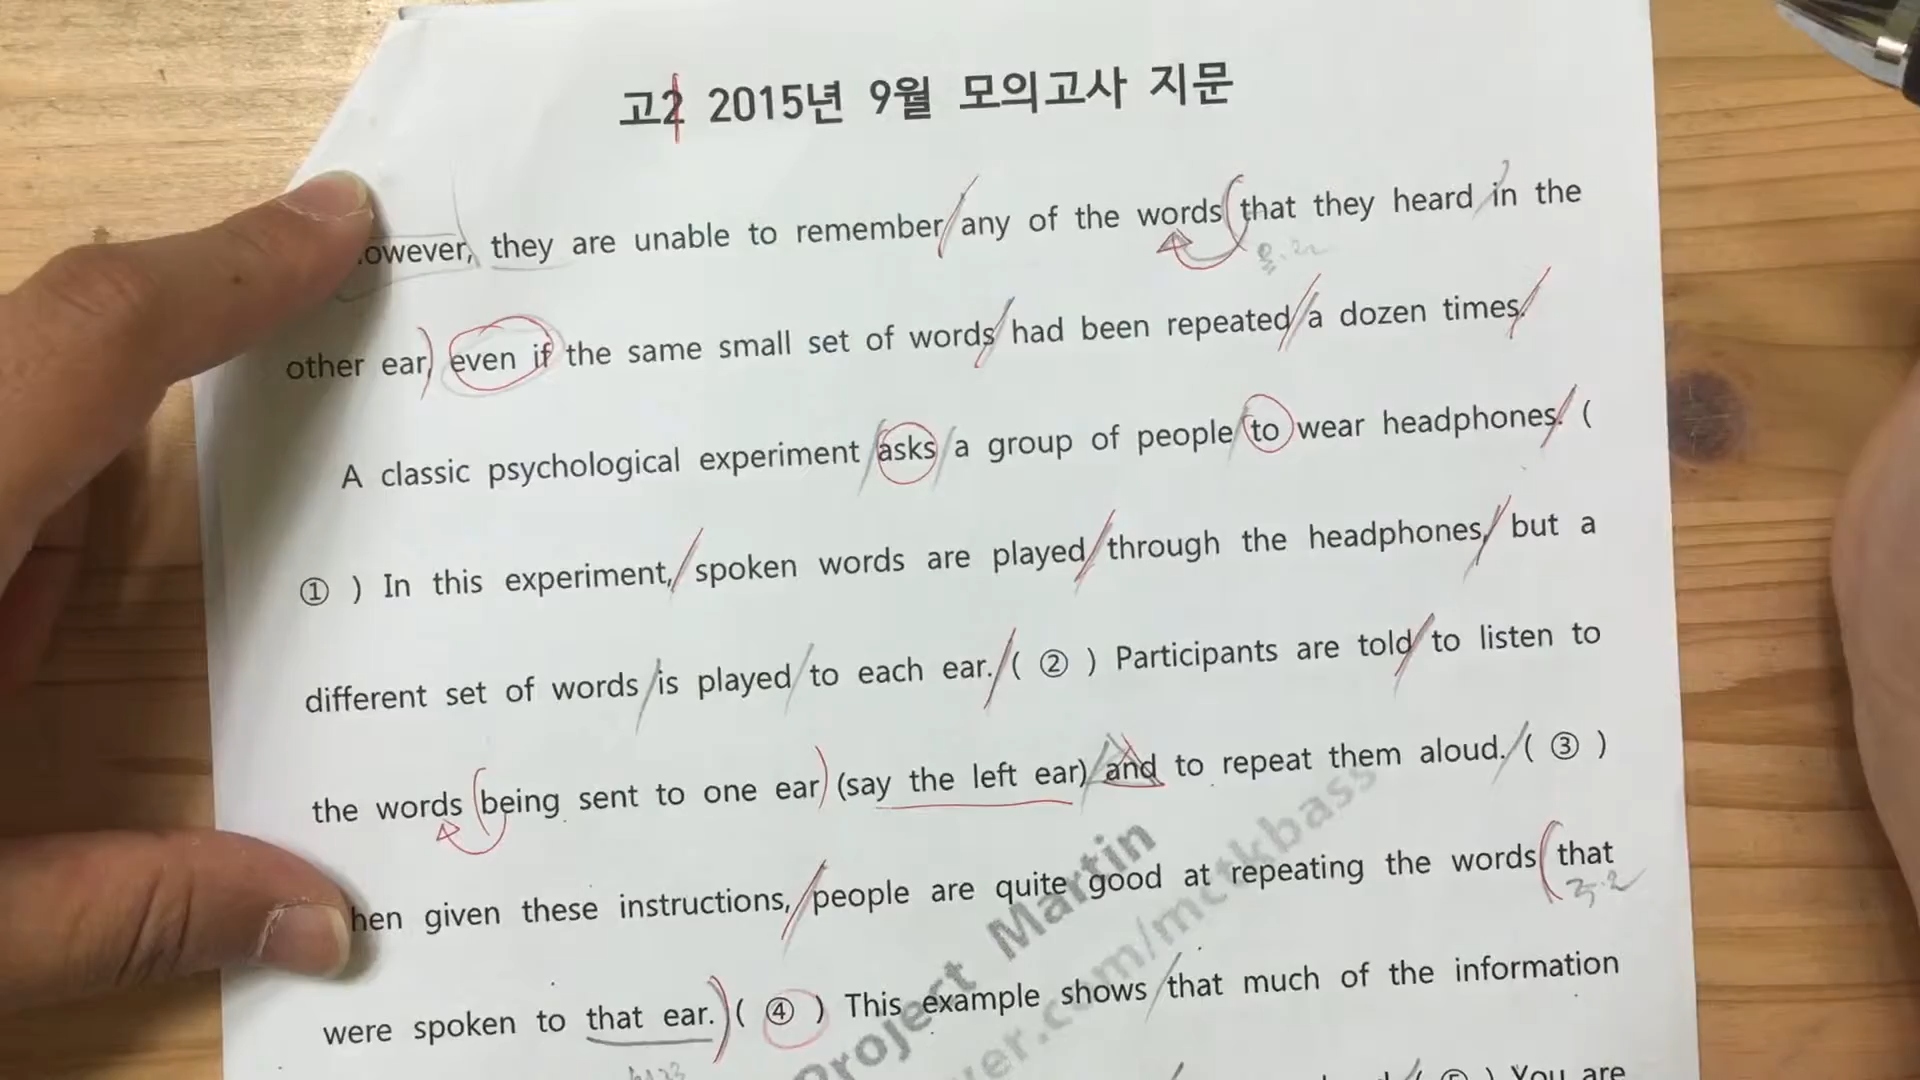 고2 2015년 9월 모의고사 지문
owever, they are unable to remember any of the words that they heard in the
other ear, even if the same small set of words had been repeated a dozen times.
A classic psychological experiment asks a group of people to wear headphones. (
① ) In this experiment, spoken words are played through the headphones, but a
different set of words is played to each ear. ( ② ) Participants are told to listen to
the words being sent to one ear (say the left ear) and to repeat them aloud. ( ③ )
hen given these instructions, people are quite good at repeating the words that
were spoken to that ear. ( ④ ) This example shows that much of the information
( ⑤ ) You are
Project Martin
ver.com/mctkbass